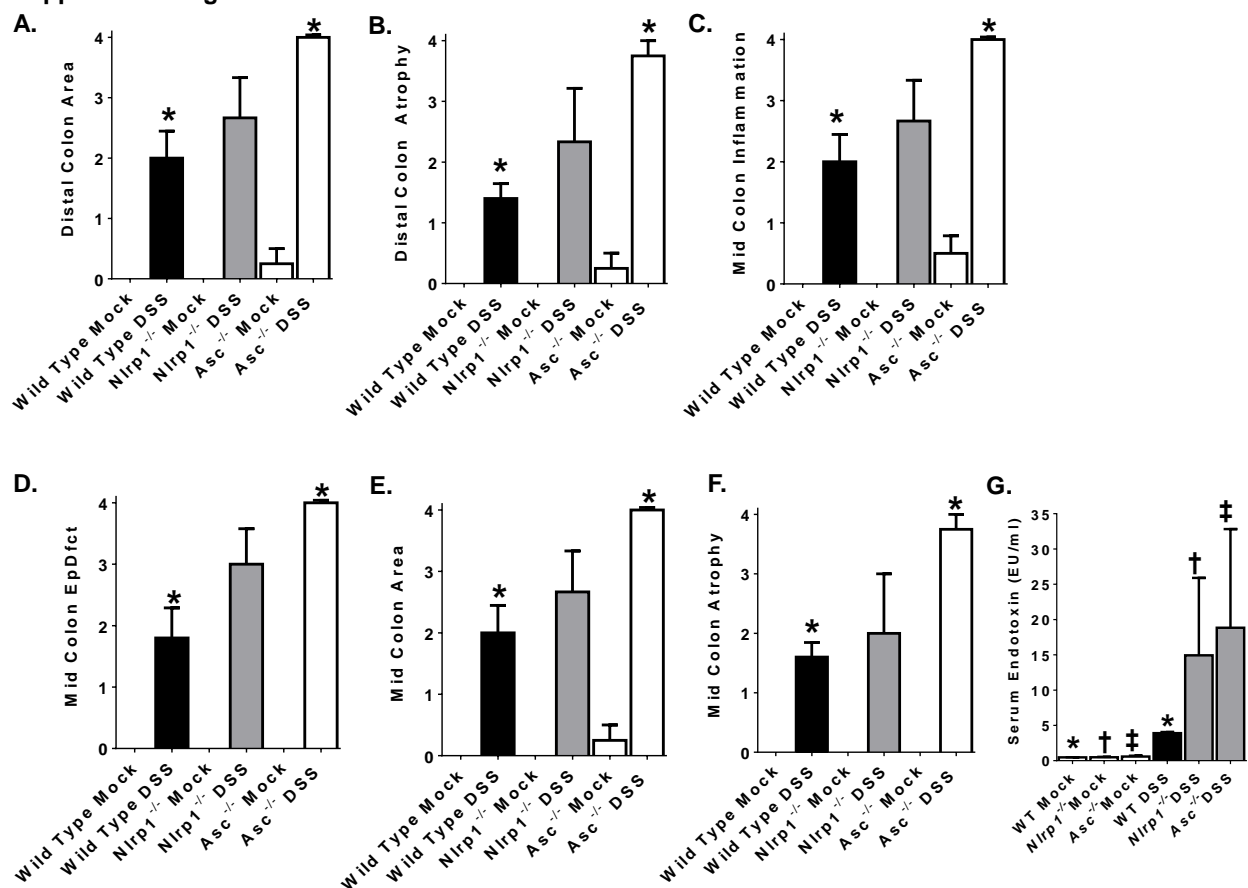 A.
Distal Colon Area
4
3
2
1
0
*
*
Wild Type Mock
Wild Type DSS
Nlrp1 -/- Mock
Nlrp1 -/- DSS
Asc -/- Mock
Asc -/- DSS
B.
Distal Colon Atrophy
4
3
2
1
0
*
*
Wild Type Mock
Wild Type DSS
Nlrp1 -/- Mock
Nlrp1 -/- DSS
Asc -/- Mock
Asc -/- DSS
C.
Mid Colon Inflammation
4
3
2
1
0
*
*
Wild Type Mock
Wild Type DSS
Nlrp1 -/- Mock
Nlrp1 -/- DSS
Asc -/- Mock
Asc -/- DSS
D.
Mid Colon EpDfct
4
3
2
1
0
*
*
Wild Type Mock
Wild Type DSS
Nlrp1 -/- Mock
Nlrp1 -/- DSS
Asc -/- Mock
Asc -/- DSS
E.
Mid Colon Area
4
3
2
1
0
*
*
Wild Type Mock
Wild Type DSS
Nlrp1 -/- Mock
Nlrp1 -/- DSS
Asc -/- Mock
Asc -/- DSS
F.
Mid Colon Atrophy
4
3
2
1
0
*
*
Wild Type Mock
Wild Type DSS
Nlrp1 -/- Mock
Nlrp1 -/- DSS
Asc -/- Mock
Asc -/- DSS
G.
Serum Endotoxin (EU/ml)
35
30
25
20
15
10
5
0
*
†
‡
*
†
‡
WT Mock
Nlrp1-/-Mock
Asc-/-Mock
WT DSS
Nlrp1-/-DSS
Asc-/-DSS